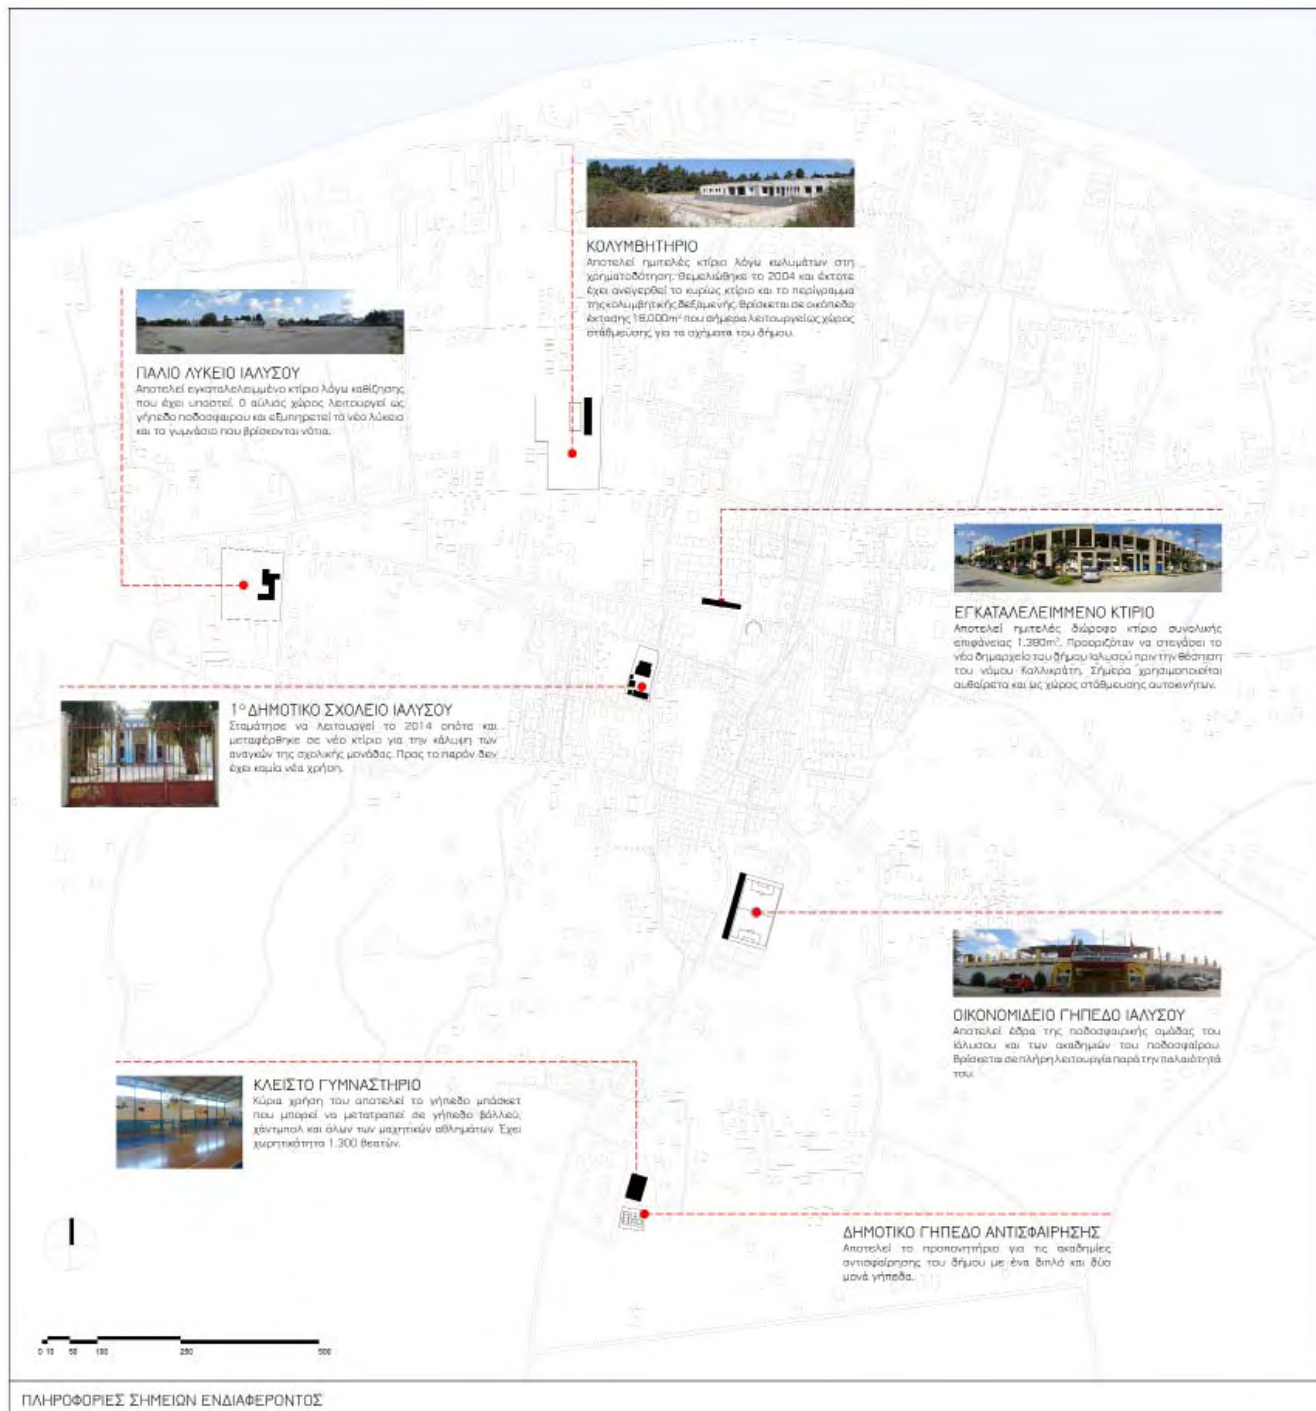 ΚΟΛΥΜΒΗΤΗΡΙΟ
Αποτελεί ημιτελές κτίριο λόγω κωλυμάτων στη
χρηματοδότηση. Θεμελιώθηκε το 2004 και έκτοτε
έχει ανεγερθεί το κυρίως κτίριο και το περίγραμμα
της κολυμβητικής δεξαμενής. Βρίσκεται σε οικόπεδο
έκτασης 18.000m² που σήμερα λειτουργεί ως χώρος
στάθμευσης για τα οχήματα του δήμου.
ΠΑΛΙΟ ΛΥΚΕΙΟ ΙΑΛΥΣΟΥ
Αποτελεί εγκαταλελειμμένο κτίριο λόγω καθίζησης
που έχει υποστεί. Ο αύλιος χώρος λειτουργεί ως
γήπεδο ποδοσφαίρου και εξυπηρετεί το νέο λύκειο
και το γυμνάσιο που βρίσκονται νότια.
ΕΓΚΑΤΑΛΕΛΕΙΜΜΕΝΟ ΚΤΙΡΙΟ
Αποτελεί ημιτελές διώροφο κτίριο συνολικής
επιφάνειας 1.380m². Προοριζόταν να στεγάσει το
νέο δημαρχείο του δήμου Ιαλυσού πριν την θέσπιση
του νόμου Καλλικράτη. Σήμερα χρησιμοποιείται
αυθαίρετα και ως χώρος στάθμευσης αυτοκινήτων.
1° ΔΗΜΟΤΙΚΟ ΣΧΟΛΕΙΟ ΙΑΛΥΣΟΥ
Σταμάτησε να λειτουργεί το 2014 οπότε και
μεταφέρθηκε σε νέο κτίριο για την κάλυψη των
αναγκών της σχολικής μονάδας. Προς το παρόν δεν
έχει καμία νέα χρήση.
ΟΙΚΟΝΟΜΙΔΕΙΟ ΓΗΠΕΔΟ ΙΑΛΥΣΟΥ
Αποτελεί έδρα της ποδοσφαιρικής ομάδας του
Ιάλυσου και των ακαδημιών του ποδοσφαίρου.
Βρίσκεται σε πλήρη λειτουργία παρά την παλαιότητά
του.
ΚΛΕΙΣΤΟ ΓΥΜΝΑΣΤΗΡΙΟ
Κύρια χρήση του αποτελεί το γήπεδο μπάσκετ
που μπορεί να μετατραπεί σε γήπεδο βόλλεϋ,
χάντμπολ και όλων των μαχητικών αθλημάτων. Έχει
χωρητικότητα 1.300 θεατών.
ΔΗΜΟΤΙΚΟ ΓΗΠΕΔΟ ΑΝΤΙΣΦΑΙΡΗΣΗΣ
Αποτελεί το προπονητήριο για τις ακαδημίες
αντισφαίρησης του δήμου με ένα διπλό και δύο
μονά γήπεδα.
0 10 50 100 250 500
ΠΛΗΡΟΦΟΡΙΕΣ ΣΗΜΕΙΩΝ ΕΝΔΙΑΦΕΡΟΝΤΟΣ